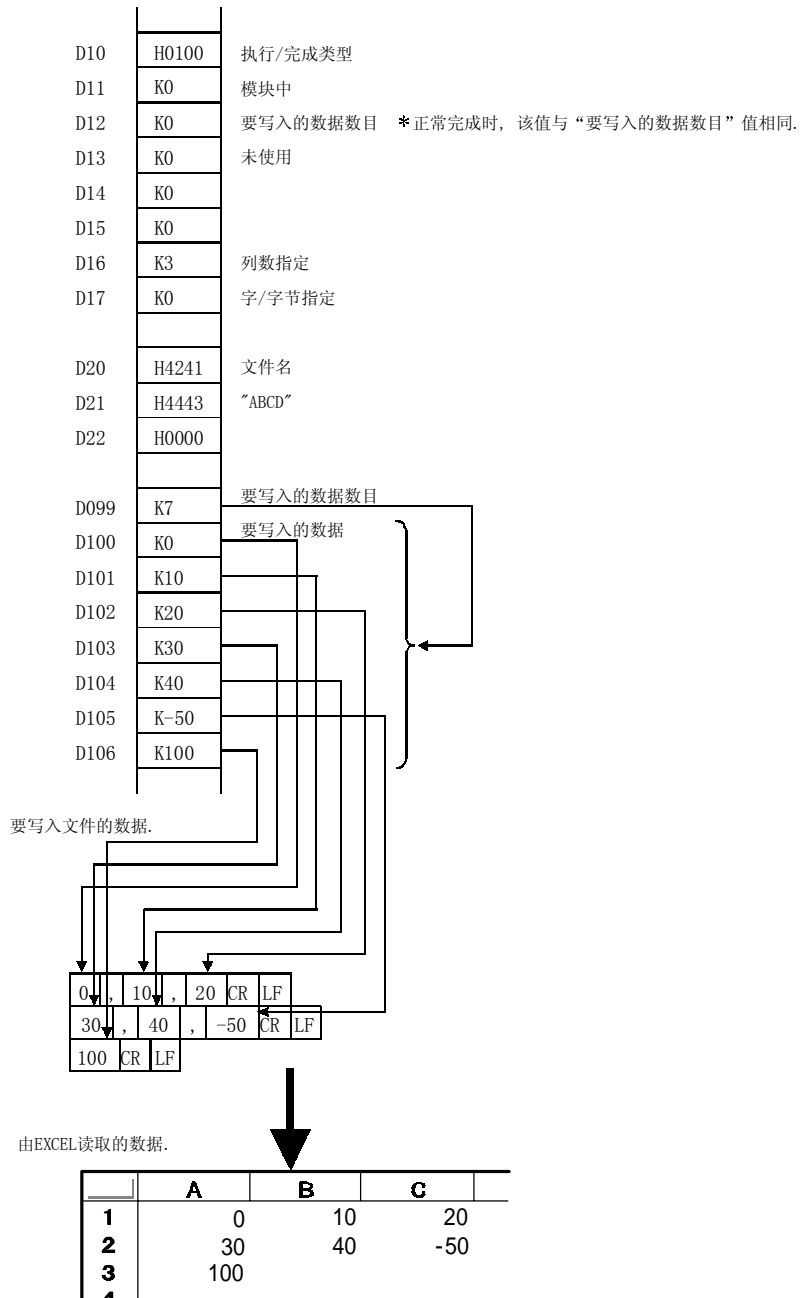 D10 H0100 执行/完成类型
D11 K0 模块中
D12 K0 要写入的数据数目 *正常完成时, 该值与“要写入的数据数目”值相同.
D13 K0 未使用
D14 K0
D15 K0
D16 K3 列数指定
D17 K0 字/字节指定
D20 H4241 文件名
D21 H4443 "ABCD"
D22 H0000
D099 K7 要写入的数据数目
D100 K0 要写入的数据
D101 K10
D102 K20
D103 K30
D104 K40
D105 K-50
D106 K100
要写入文件的数据.
0 , 10 , 20 CR LF
30 , 40 , -50 CR LF
100 CR LF
由EXCEL读取的数据.
A B C
1 0 10 20
2 30 40 -50
3 100